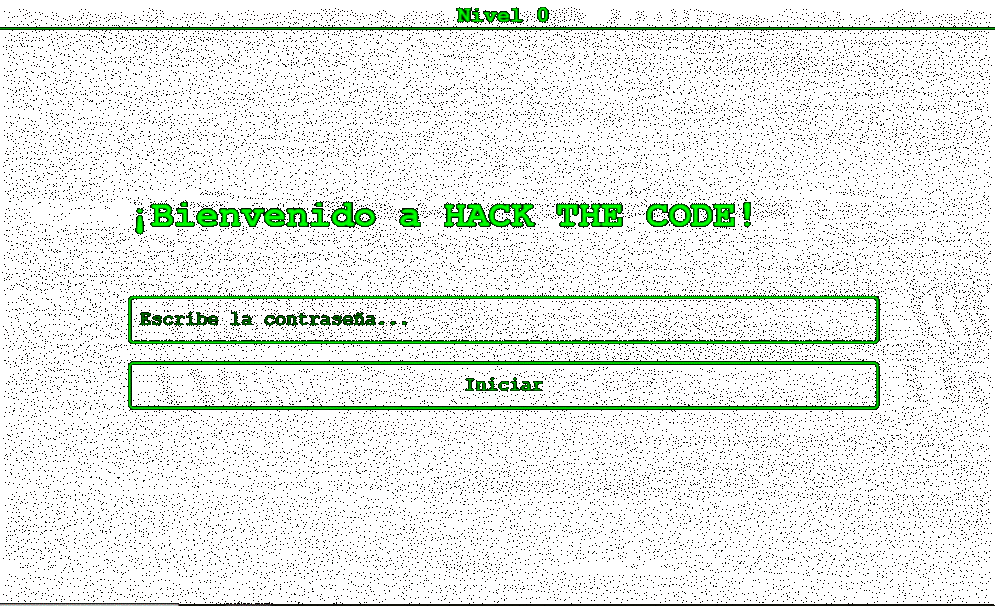 Nivel 0
¡Bienvenido a HACK THE CODE!
Escribe la contraseña...
Iniciar